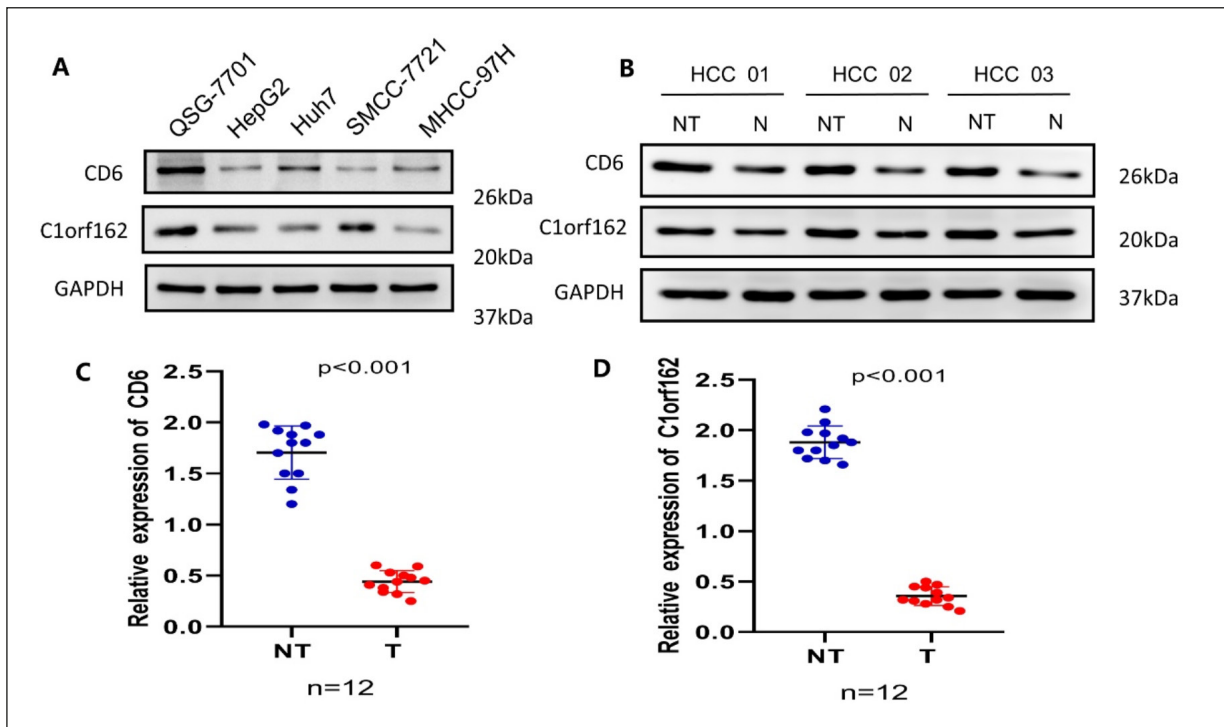 A
QSG-7701
HepG2
Huh7
SMCC-7721
MHCC-97H
CD6
26kDa
C1orf162
20kDa
GAPDH
37kDa
B
HCC 01 HCC 02 HCC 03
NT N NT N NT N
CD6
26kDa
C1orf162
20kDa
GAPDH
37kDa
C
p<0.001
Relative expression of CD6
2.5
2.0
1.5
1.0
0.5
0.0
NT T
n=12
D
p<0.001
Relative expression of C1orf162
2.5
2.0
1.5
1.0
0.5
0.0
NT T
n=12